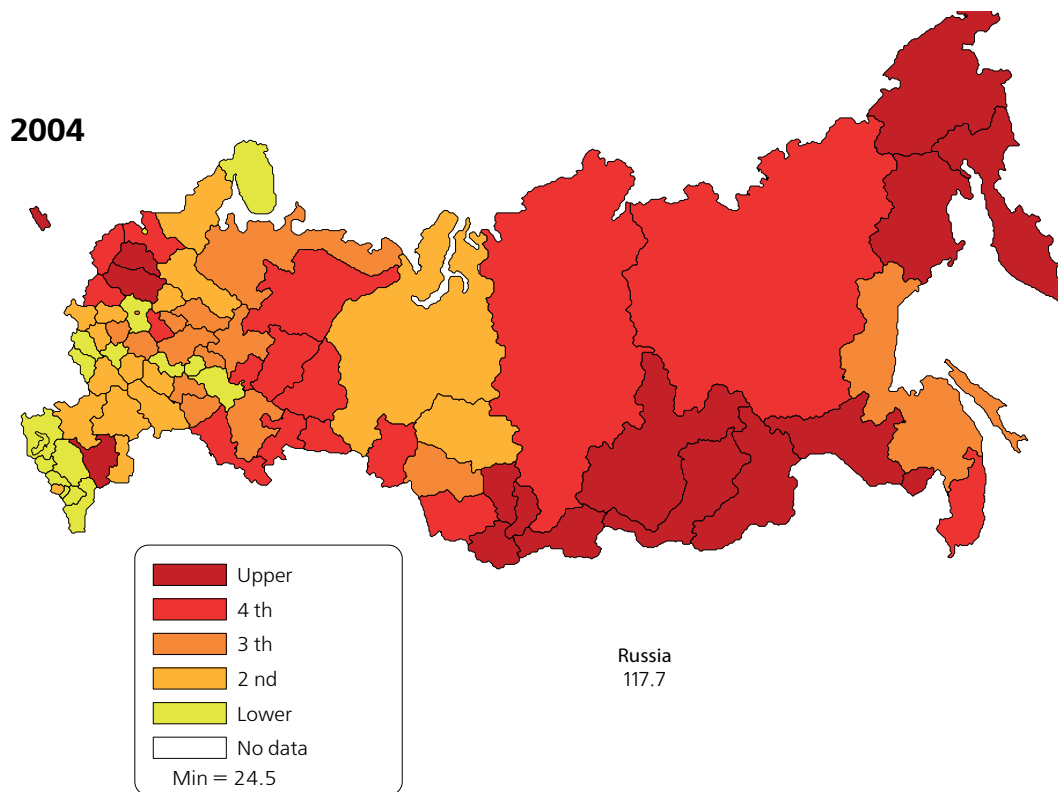 2004
Upper
4 th
3 th
2 nd
Lower
No data
Min = 24.5
Russia
117.7